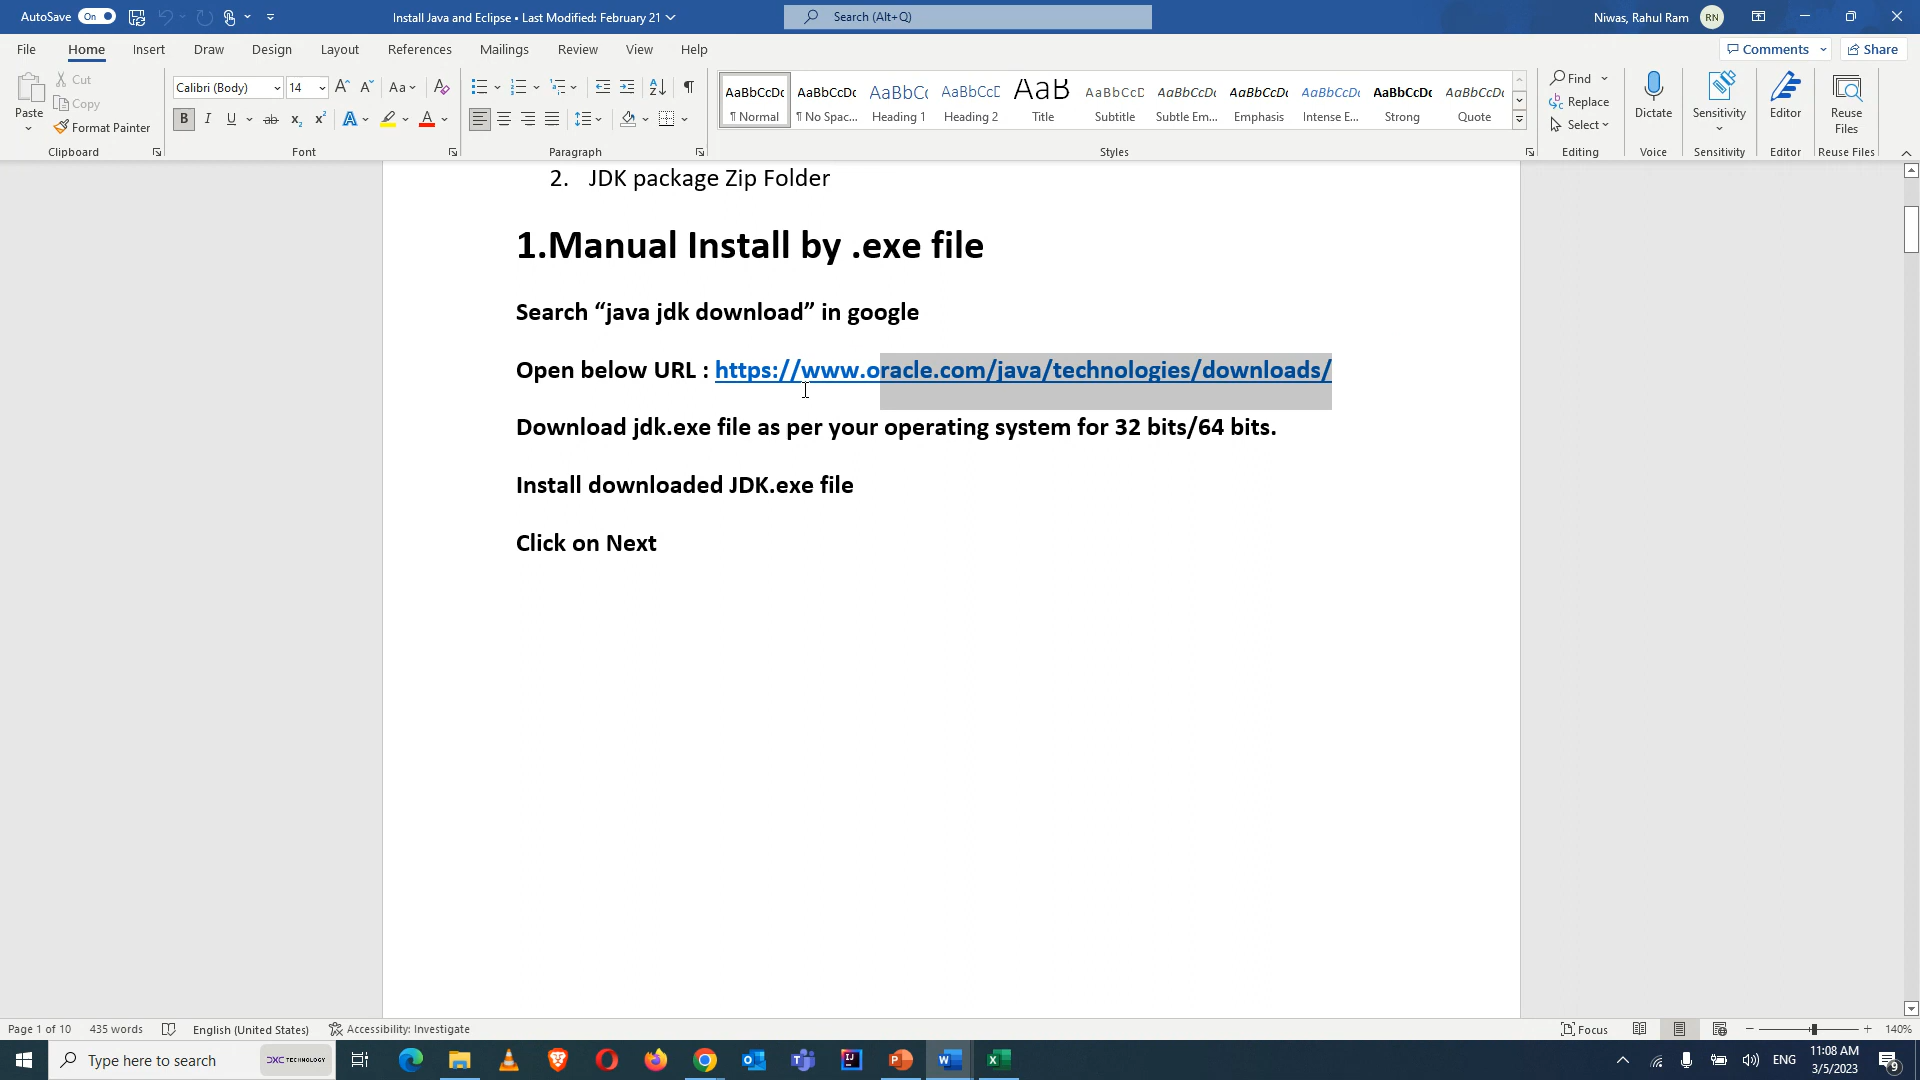 AutoSave On Install Java and Eclipse • Last Modified: February 21 Search (Alt+Q) Niwas, Rahul Ram RN
File Home Insert Draw Design Layout References Mailings Review View Help Comments Share
Paste Cut Copy Format Painter
Calibri (Body) 14
AaBbCcDc AaBbCcDc AaBbCc AaBbCcD AaB AaBbCcD AaBbCcDc AaBbCcDc AaBbCcDc AaBbCcDc AaBbCcDc
¶ Normal ¶ No Spac... Heading 1 Heading 2 Title Subtitle Subtle Em... Emphasis Intense E... Strong Quote
Find Replace Select
Dictate Sensitivity Editor Reuse Files
Clipboard Font Paragraph Styles Editing Voice Sensitivity Editor Reuse Files
2. JDK package Zip Folder
1.Manual Install by .exe file
Search “java jdk download” in google
Open below URL : https://www.oracle.com/java/technologies/downloads/
Download jdk.exe file as per your operating system for 32 bits/64 bits.
Install downloaded JDK.exe file
Click on Next
Page 1 of 10 435 words English (United States) Accessibility: Investigate Focus 140%
Type here to search DXC TECHNOLOGY ENG 11:08 AM
3/5/2023 9